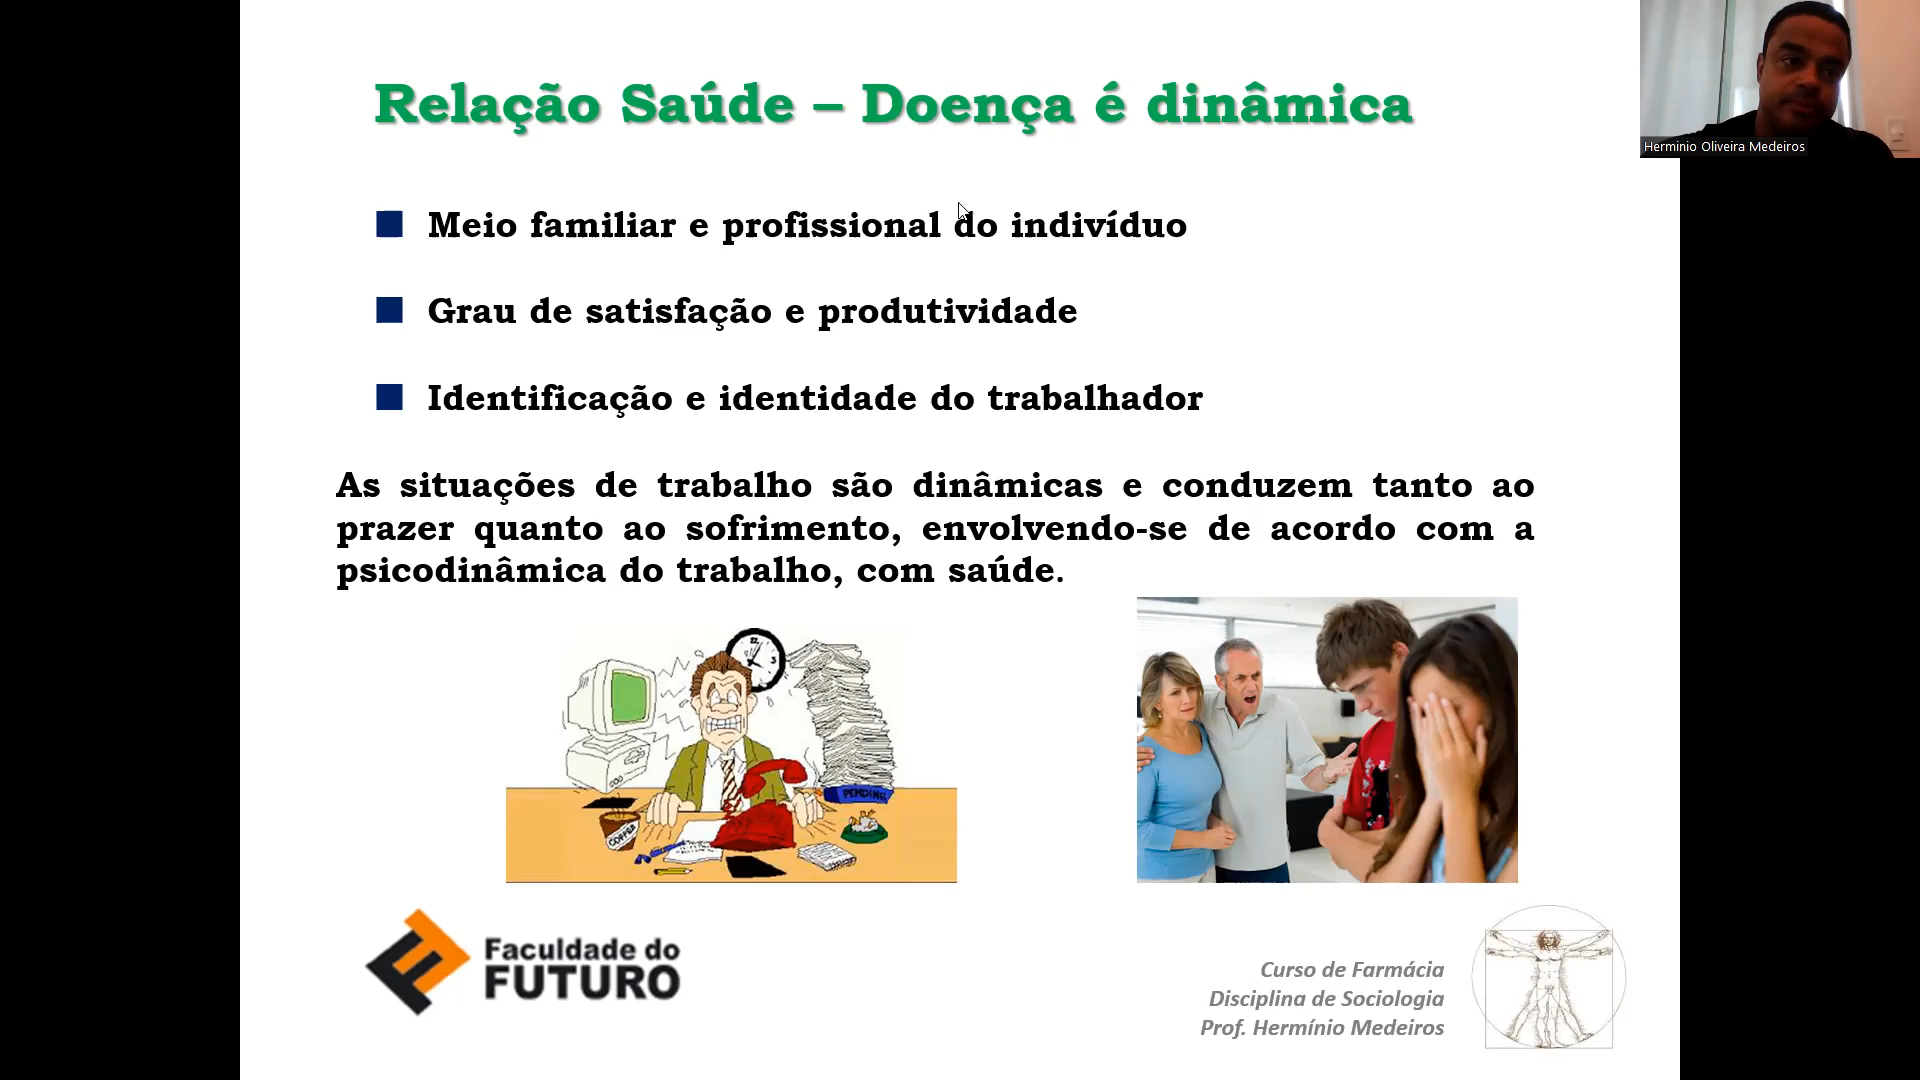 Relação Saúde – Doença é dinâmica
Herminio Oliveira Medeiros
Meio familiar e profissional do indivíduo
Grau de satisfação e produtividade
Identificação e identidade do trabalhador
As situações de trabalho são dinâmicas e conduzem tanto ao
prazer quanto ao sofrimento, envolvendo-se de acordo com a
psicodinâmica do trabalho, com saúde.
PENDING
COFFEE
Faculdade do
FUTURO
Curso de Farmácia
Disciplina de Sociologia
Prof. Hermínio Medeiros